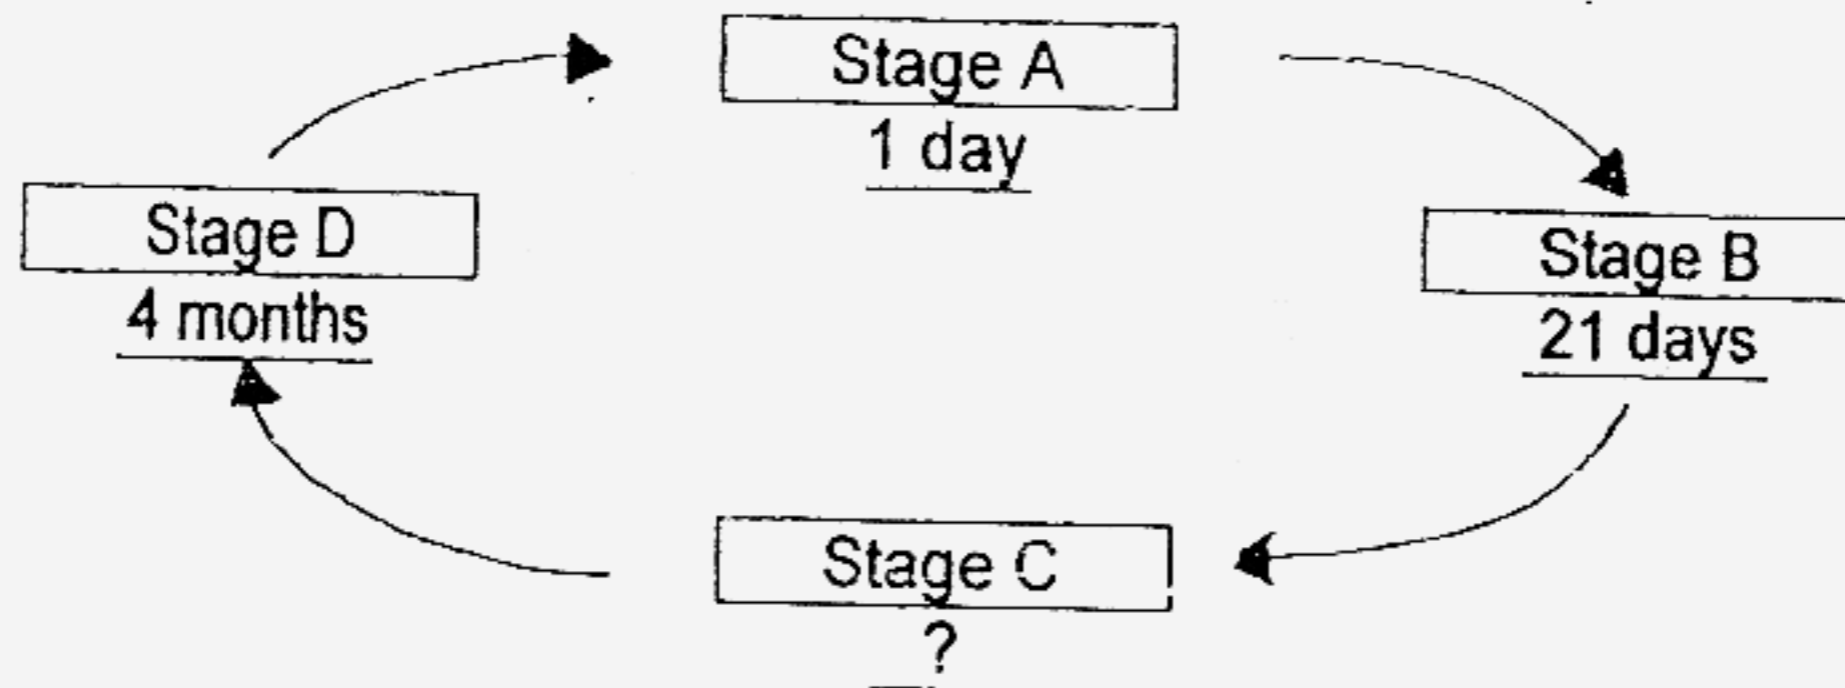 Stage A
1 day
Stage D
4 months
Stage B
21 days
Stage C
?